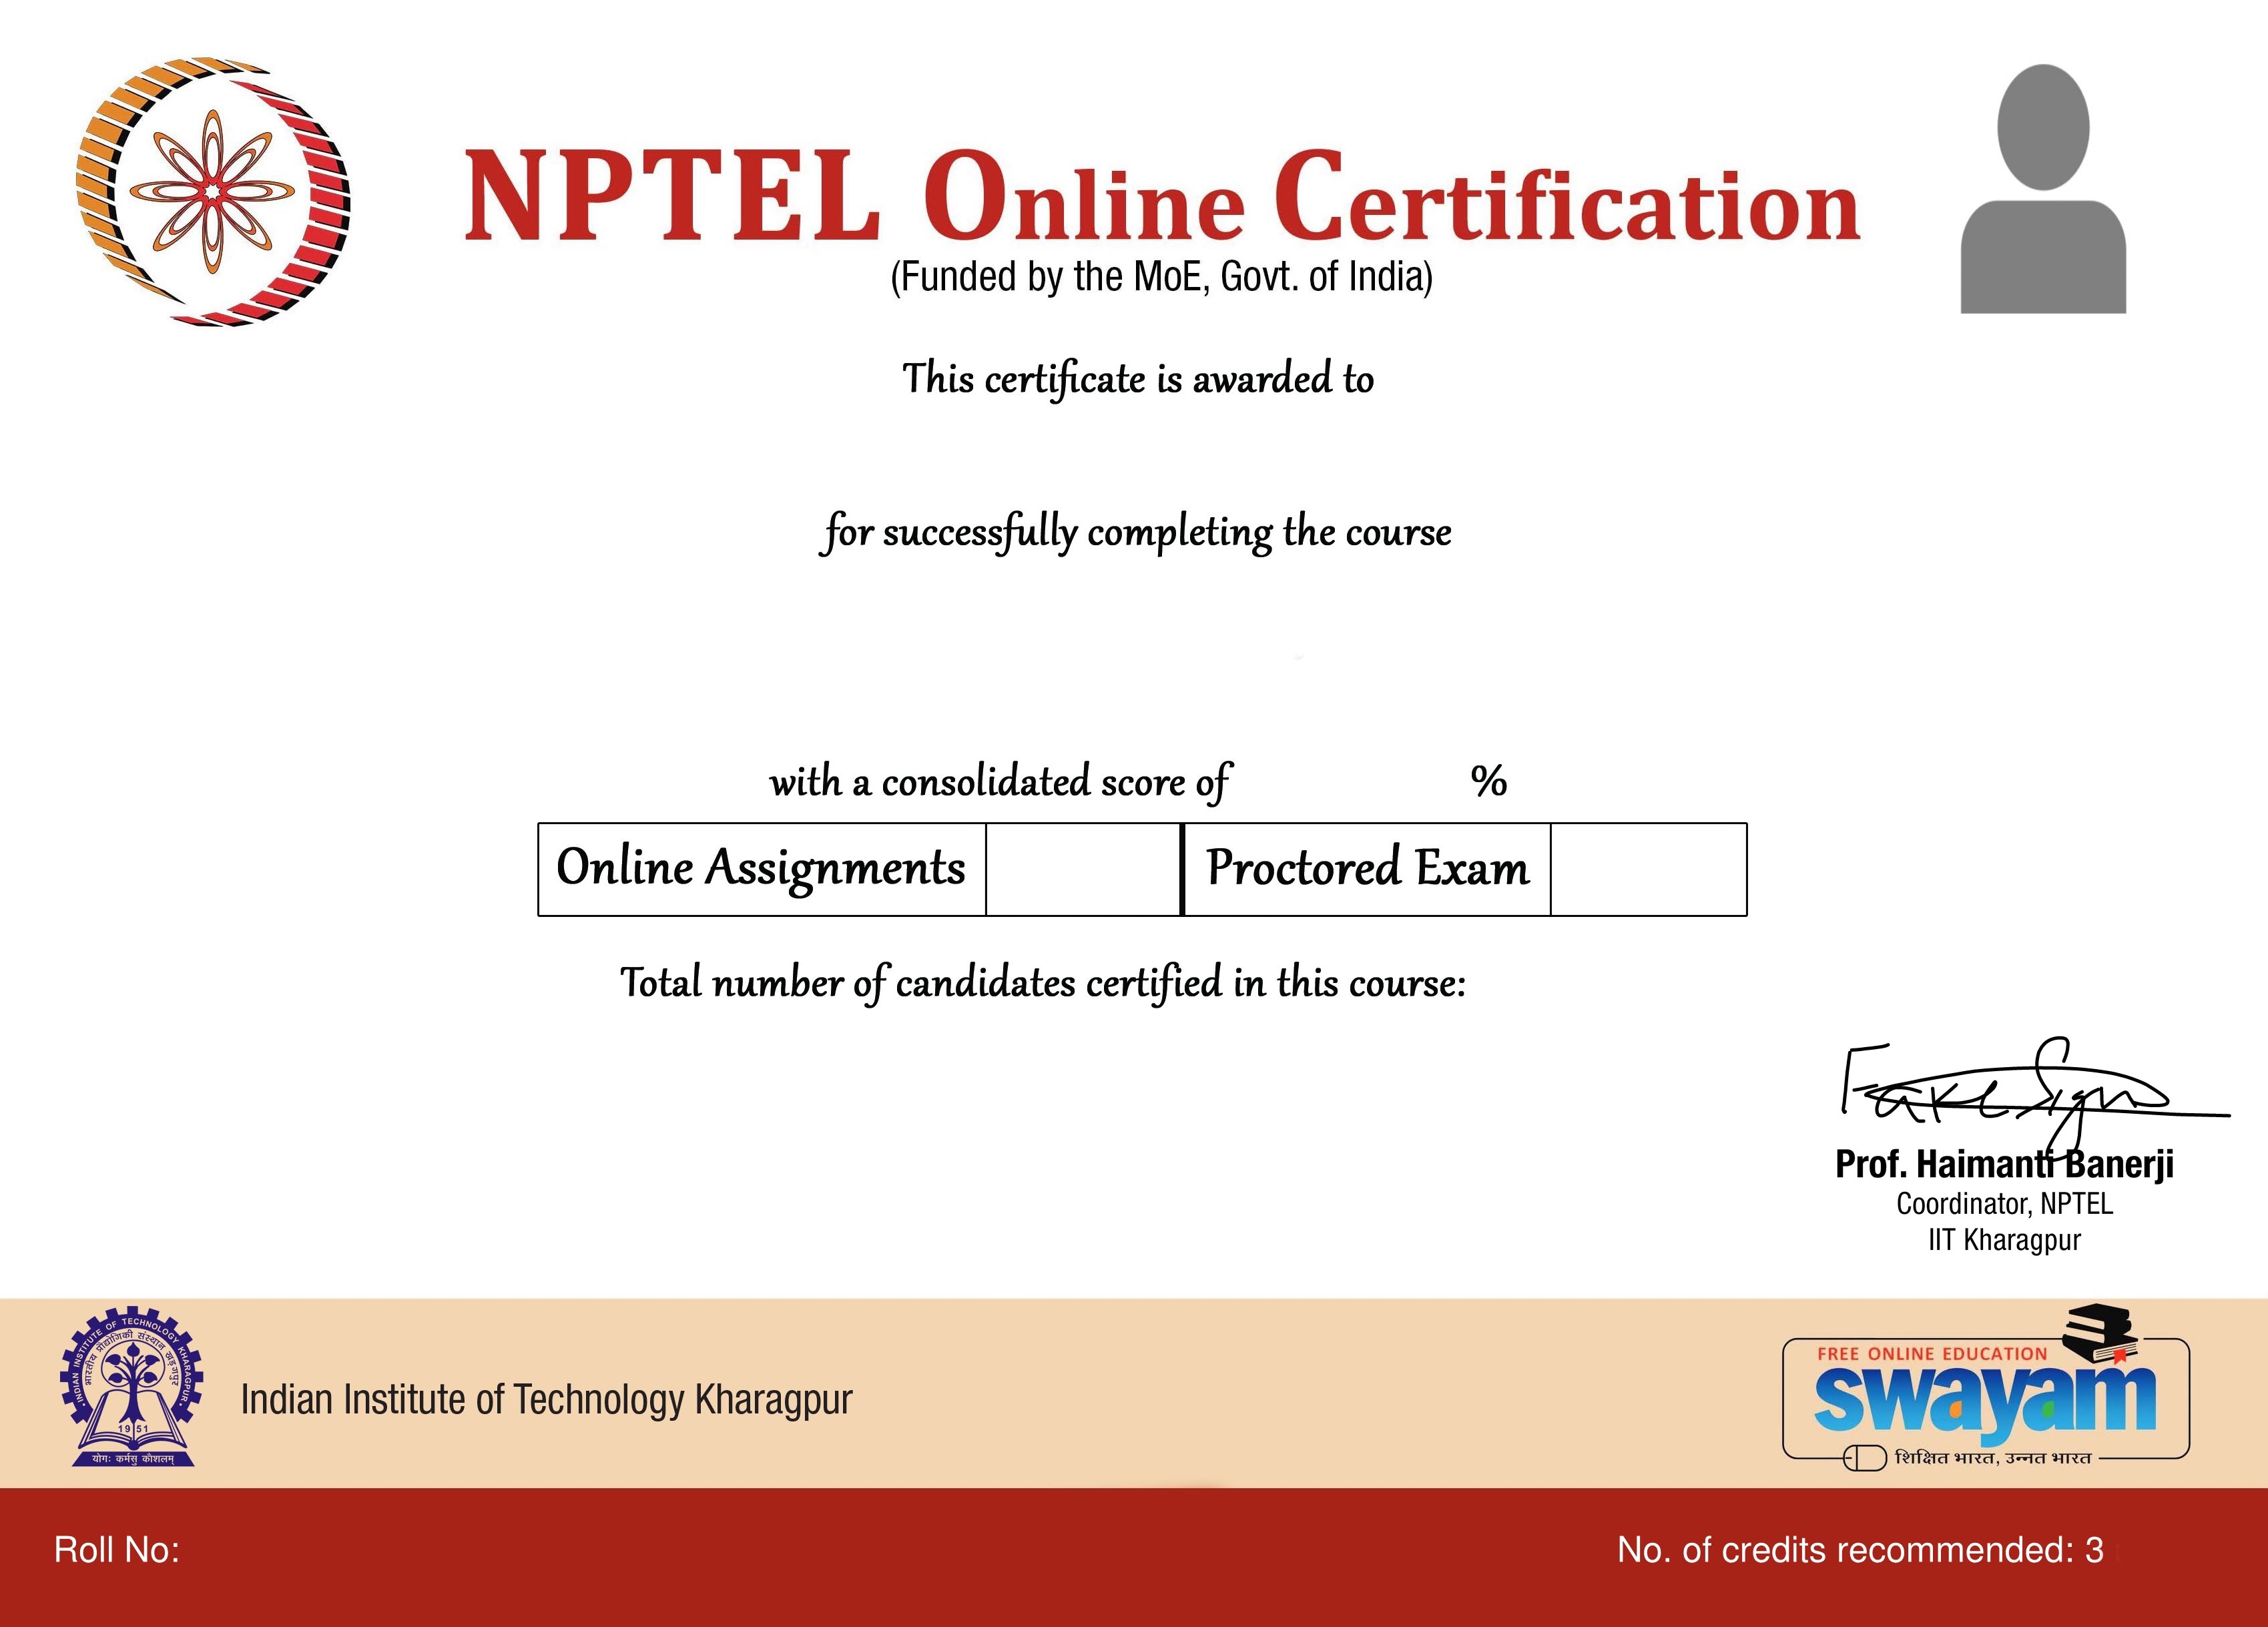 NPTEL Online Certification
(Funded by the MoE, Govt. of India)
This certificate is awarded to
for successfully completing the course
with a consolidated score of %
Online Assignments Proctored Exam
Total number of candidates certified in this course:
Fake Sign
Prof. Haimanti Banerji
Coordinator, NPTEL
IIT Kharagpur
INDIAN INSTITUTE OF TECHNOLOGY KHARAGPUR
भारतीय प्रौद्योगिकी संस्थान खड़गपुर
1951
योगः कर्मसु कौशलम्
Indian Institute of Technology Kharagpur
FREE ONLINE EDUCATION
swayam
शिक्षित भारत, उन्नत भारत
Roll No:
No. of credits recommended: 3